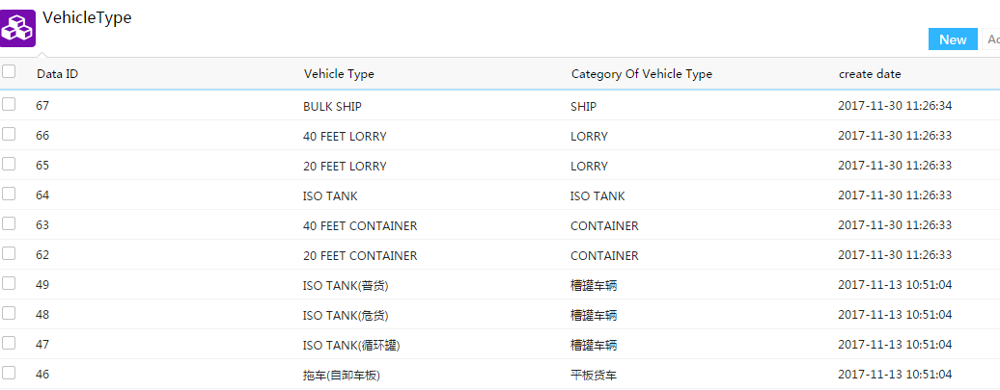 VehicleType
New
Data ID Vehicle Type Category Of Vehicle Type create date
67 BULK SHIP SHIP 2017-11-30 11:26:34
66 40 FEET LORRY LORRY 2017-11-30 11:26:33
65 20 FEET LORRY LORRY 2017-11-30 11:26:33
64 ISO TANK ISO TANK 2017-11-30 11:26:33
63 40 FEET CONTAINER CONTAINER 2017-11-30 11:26:33
62 20 FEET CONTAINER CONTAINER 2017-11-30 11:26:33
49 ISO TANK(普货) 槽罐车辆 2017-11-13 10:51:04
48 ISO TANK(危货) 槽罐车辆 2017-11-13 10:51:04
47 ISO TANK(循环罐) 槽罐车辆 2017-11-13 10:51:04
46 拖车(自卸车板) 平板货车 2017-11-13 10:51:04